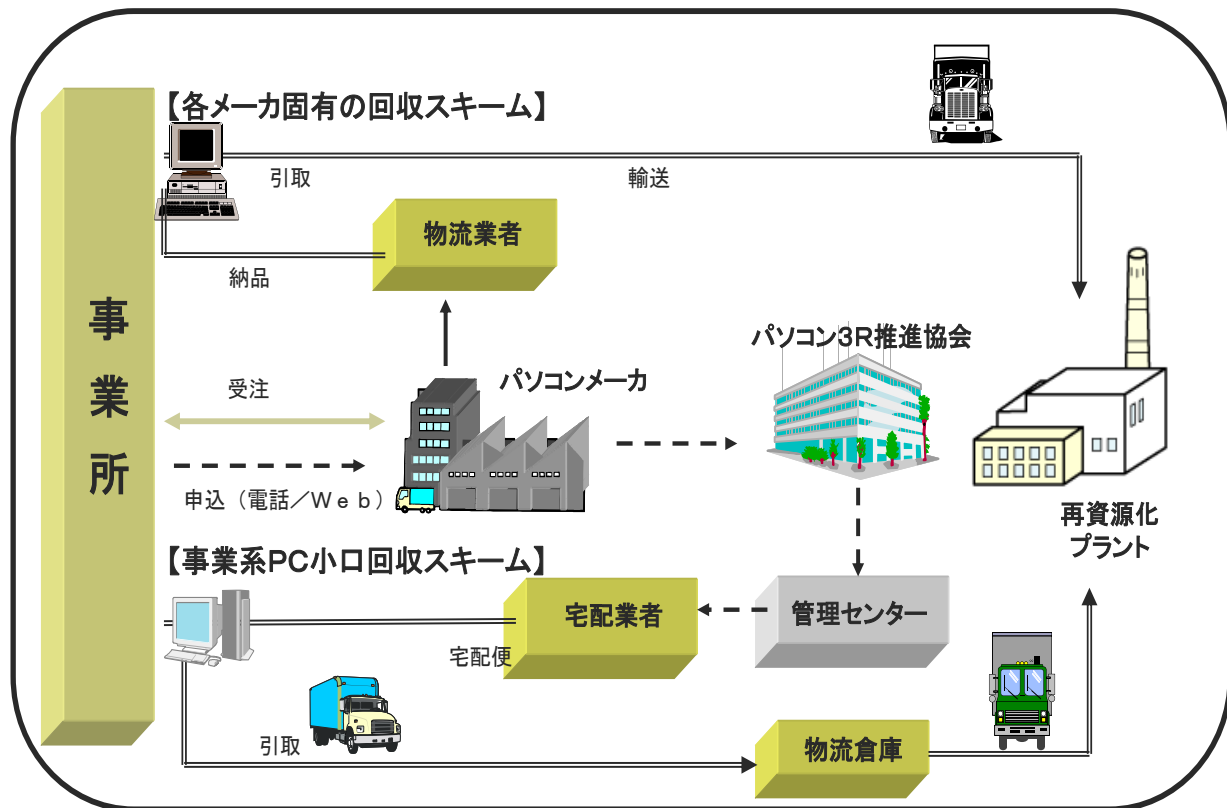 【各メーカ固有の回収スキーム】
引取
輸送
物流業者
納品
事業所
パソコン3R推進協会
パソコンメーカ
受注
申込（電話／Ｗｅｂ）
再資源化
プラント
【事業系PC小口回収スキーム】
宅配業者
管理センター
宅配便
引取
物流倉庫